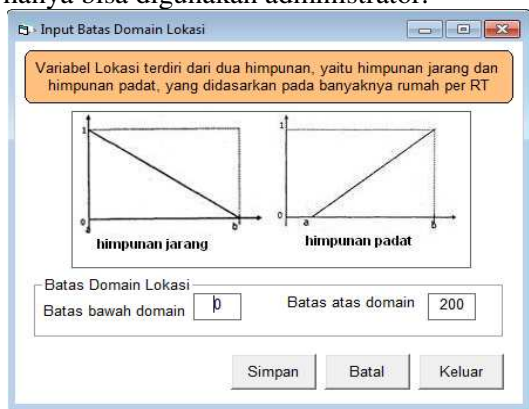 hanya bisa digunakan administrator.
Input Batas Domain Lokasi
Variabel Lokasi terdiri dari dua himpunan, yaitu himpunan jarang dan
himpunan padat, yang didasarkan pada banyaknya rumah per RT
1
0
a
b
himpunan jarang
1
0
a
b
himpunan padat
Batas Domain Lokasi
Batas bawah domain 0
Batas atas domain 200
Simpan Batal Keluar